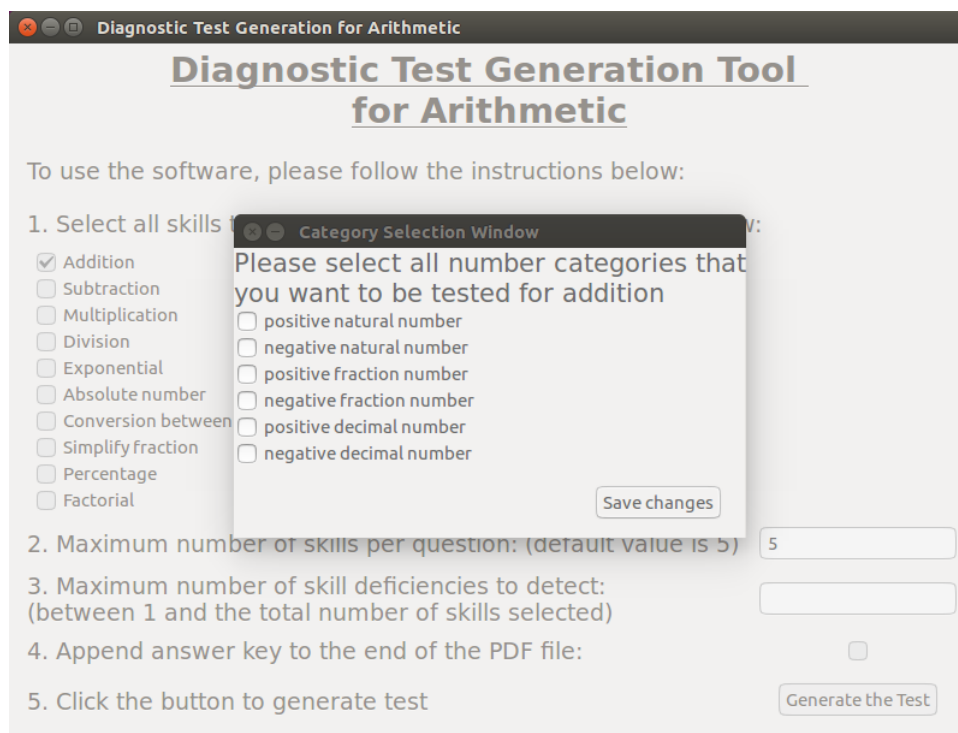 Diagnostic Test Generation for Arithmetic
Diagnostic Test Generation Tool
for Arithmetic
To use the software, please follow the instructions below:
1. Select all skills
Category Selection Window
Please select all number categories that
you want to be tested for addition
positive natural number
negative natural number
positive fraction number
negative fraction number
positive decimal number
negative decimal number
Save changes
Addition
Subtraction
Multiplication
Division
Exponential
Absolute number
Conversion between
Simplify fraction
Percentage
Factorial
2. Maximum number of skills per question: (default value is 5)
5
3. Maximum number of skill deficiencies to detect:
(between 1 and the total number of skills selected)
4. Append answer key to the end of the PDF file:
5. Click the button to generate test
Generate the Test